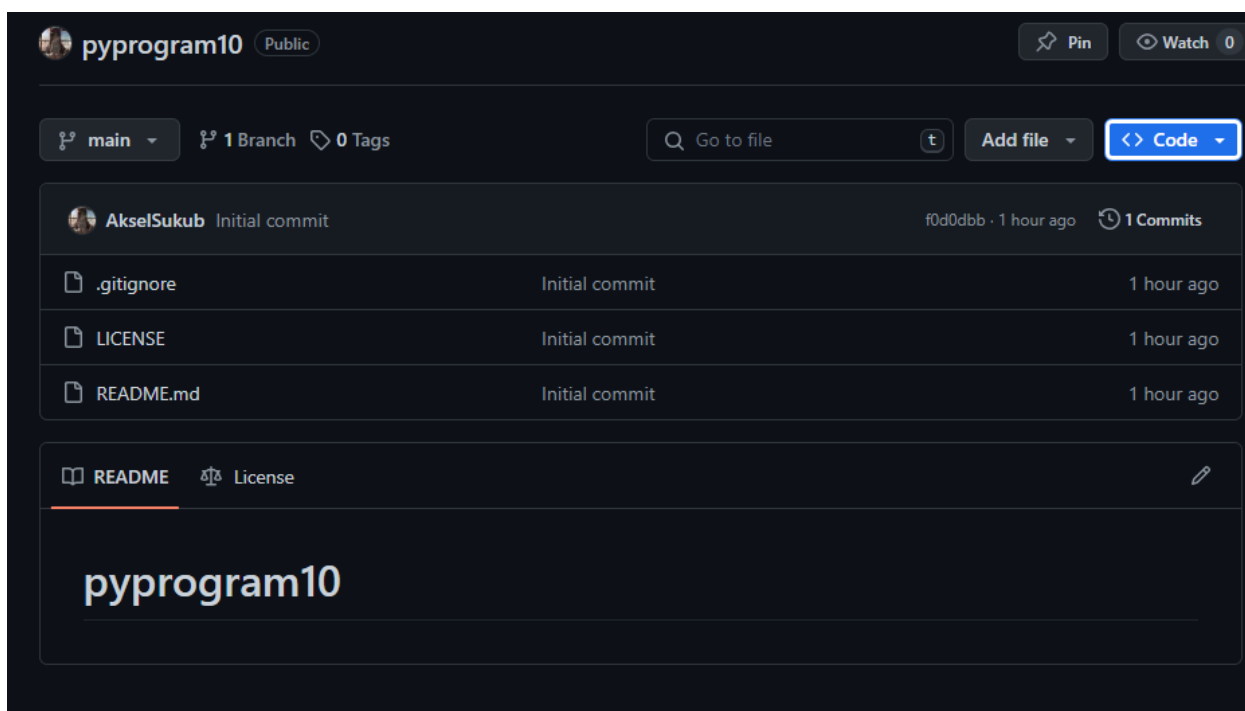 pyprogram10 Public Pin Watch 0
main 1 Branch 0 Tags Go to file t Add file <> Code
AkselSukub Initial commit f0d0dbb · 1 hour ago 1 Commits
.gitignore Initial commit 1 hour ago
LICENSE Initial commit 1 hour ago
README.md Initial commit 1 hour ago
README License
pyprogram10